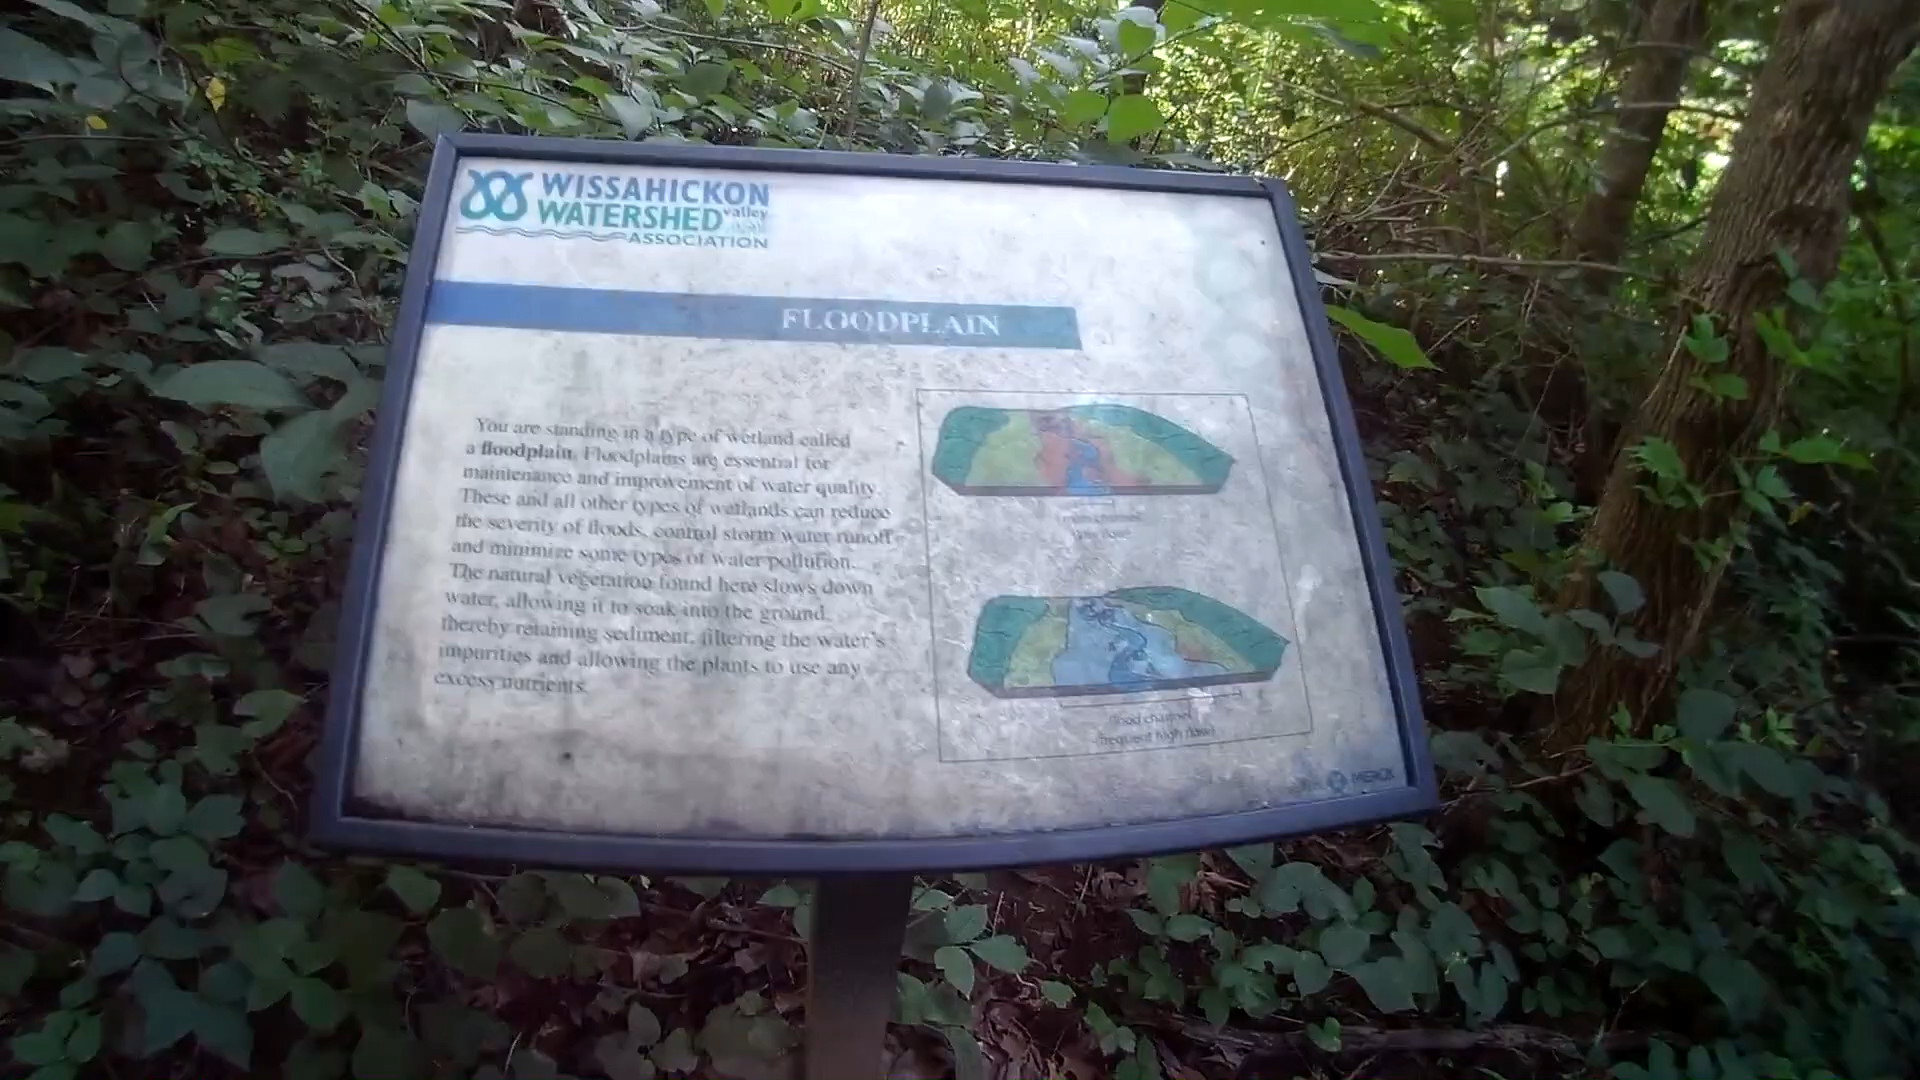 WISSAHICKON
WATERSHED valley
ASSOCIATION
FLOODPLAIN
You are standing in a type of wetland called
a floodplain. Floodplains are essential for
maintenance and improvement of water quality.
These and all other types of wetlands can reduce
the severity of floods, control storm water runoff
and minimize some types of water pollution.
The natural vegetation found here slows down
water, allowing it to soak into the ground,
thereby retaining sediment, filtering the water's
impurities and allowing the plants to use any
excess nutrients.
flood channel
frequent high flow
MERCK